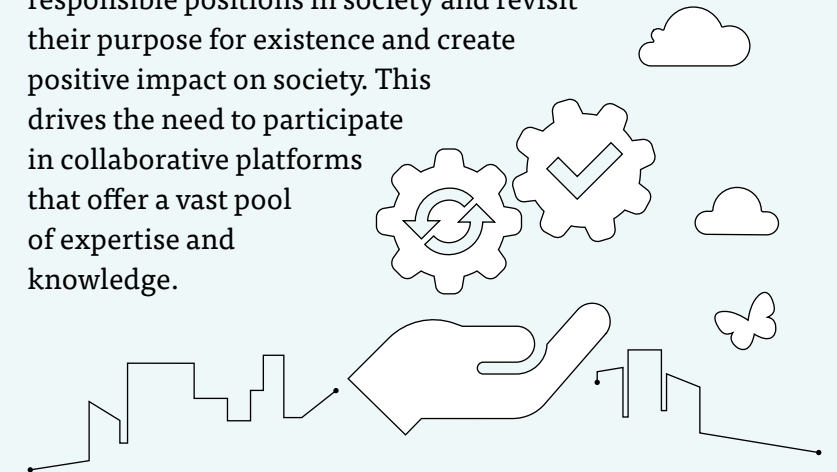 responsible positions in society and revisit
their purpose for existence and create
positive impact on society. This
drives the need to participate
in collaborative platforms
that offer a vast pool
of expertise and
knowledge.